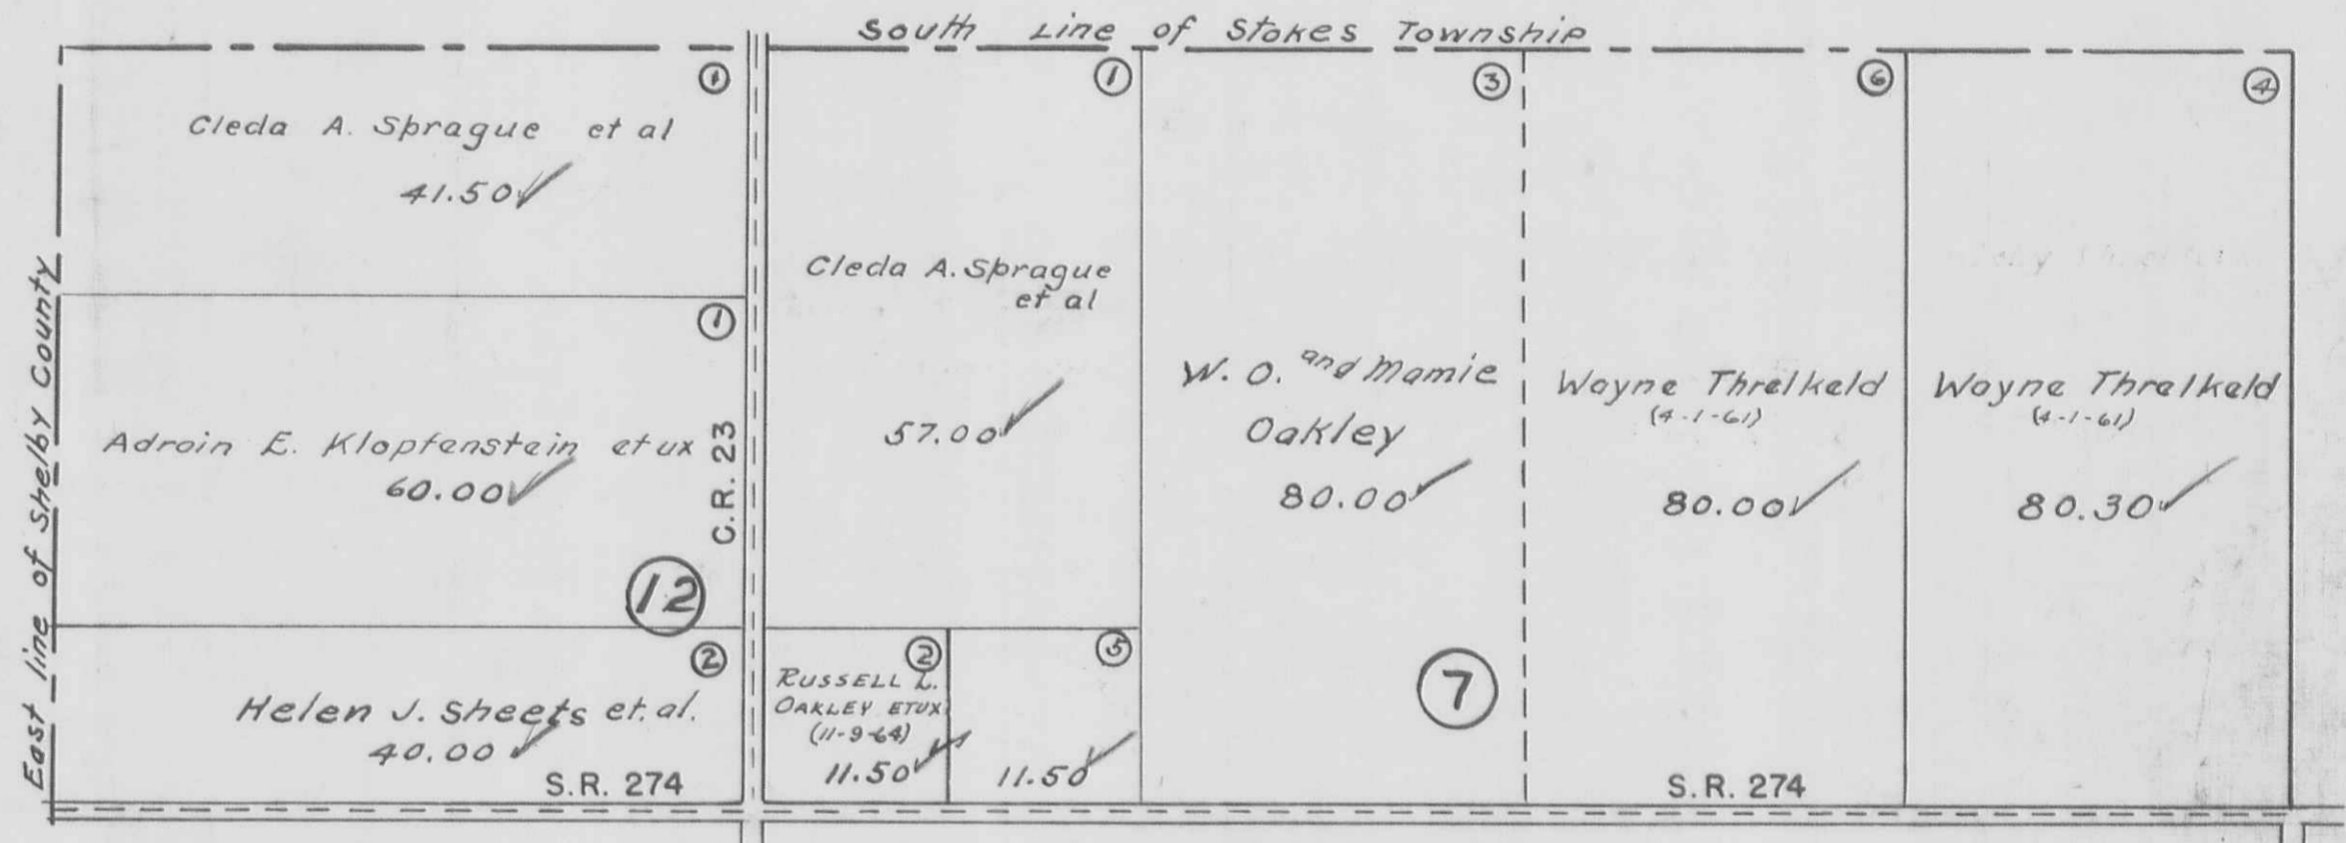 South Line of Stokes Township
East line of Shelby County
①
Cleda A. Sprague et al
41.50
①
Adroin E. Klopfenstein et ux
60.00
C.R. 23
12
②
Helen J. Sheets et. al.
40.00
S.R. 274
①
Cleda A. Sprague
et al
57.00
②
RUSSELL L.
OAKLEY ETUX
(11-9-64)
11.50
⑤
11.50
③
W. O. and Mamie
Oakley
80.00
7
⑥
Wayne Threlkeld
(4-1-61)
80.00
S.R. 274
④
Wayne Threlkeld
(4-1-61)
80.30